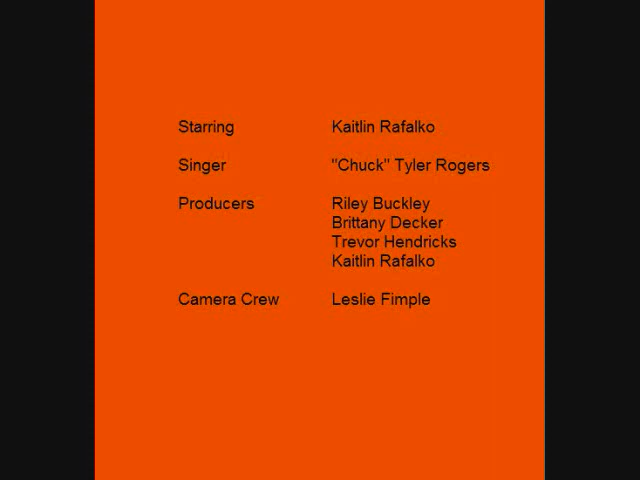 Starring Kaitlin Rafalko
Singer "Chuck" Tyler Rogers
Producers Riley Buckley
Brittany Decker
Trevor Hendricks
Kaitlin Rafalko
Camera Crew Leslie Fimple